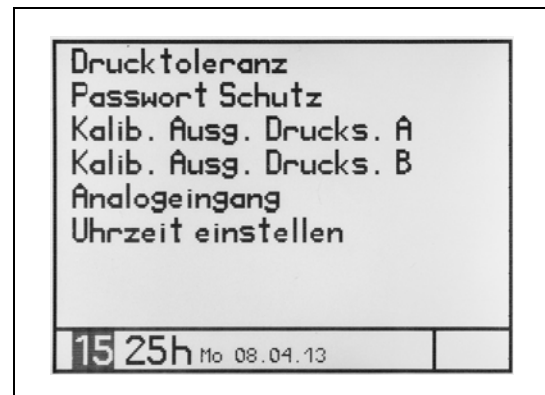 Drucktoleranz
Passwort Schutz
Kalib. Ausg. Drucks. A
Kalib. Ausg. Drucks. B
Analogeingang
Uhrzeit einstellen
15 25h Mo 08.04.13